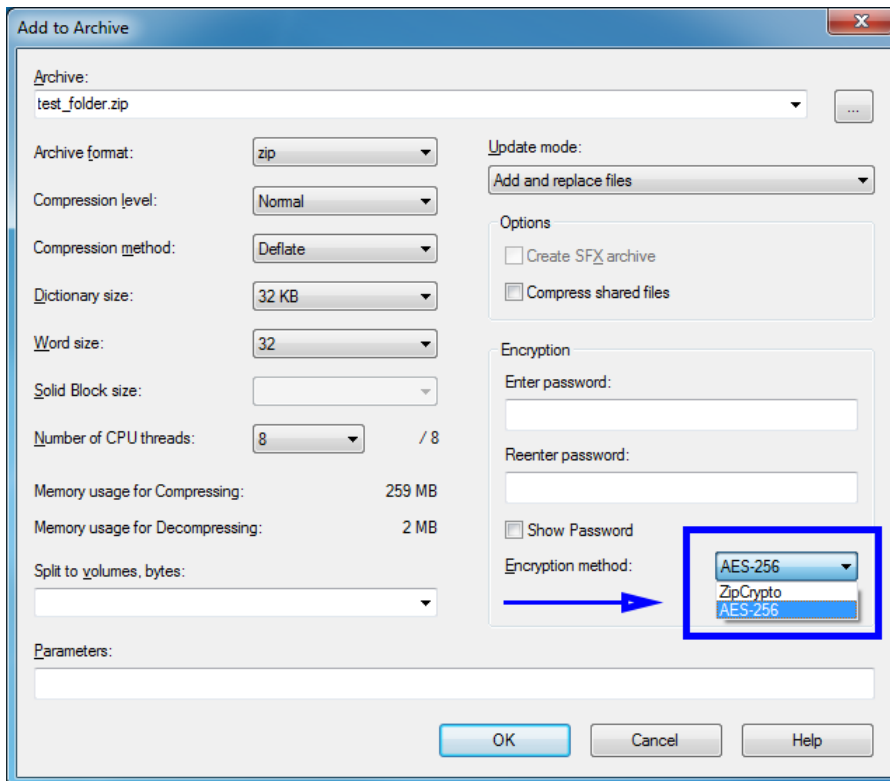 Add to Archive
Archive:
test_folder.zip
...
Archive format:
zip
Compression level:
Normal
Compression method:
Deflate
Dictionary size:
32 KB
Word size:
32
Solid Block size:
Number of CPU threads:
8
/ 8
Memory usage for Compressing:
259 MB
Memory usage for Decompressing:
2 MB
Split to volumes, bytes:
Update mode:
Add and replace files
Options
Create SFX archive
Compress shared files
Encryption
Enter password:
Reenter password:
Show Password
Encryption method:
AES-256
ZipCrypto
AES-256
Parameters:
OK
Cancel
Help